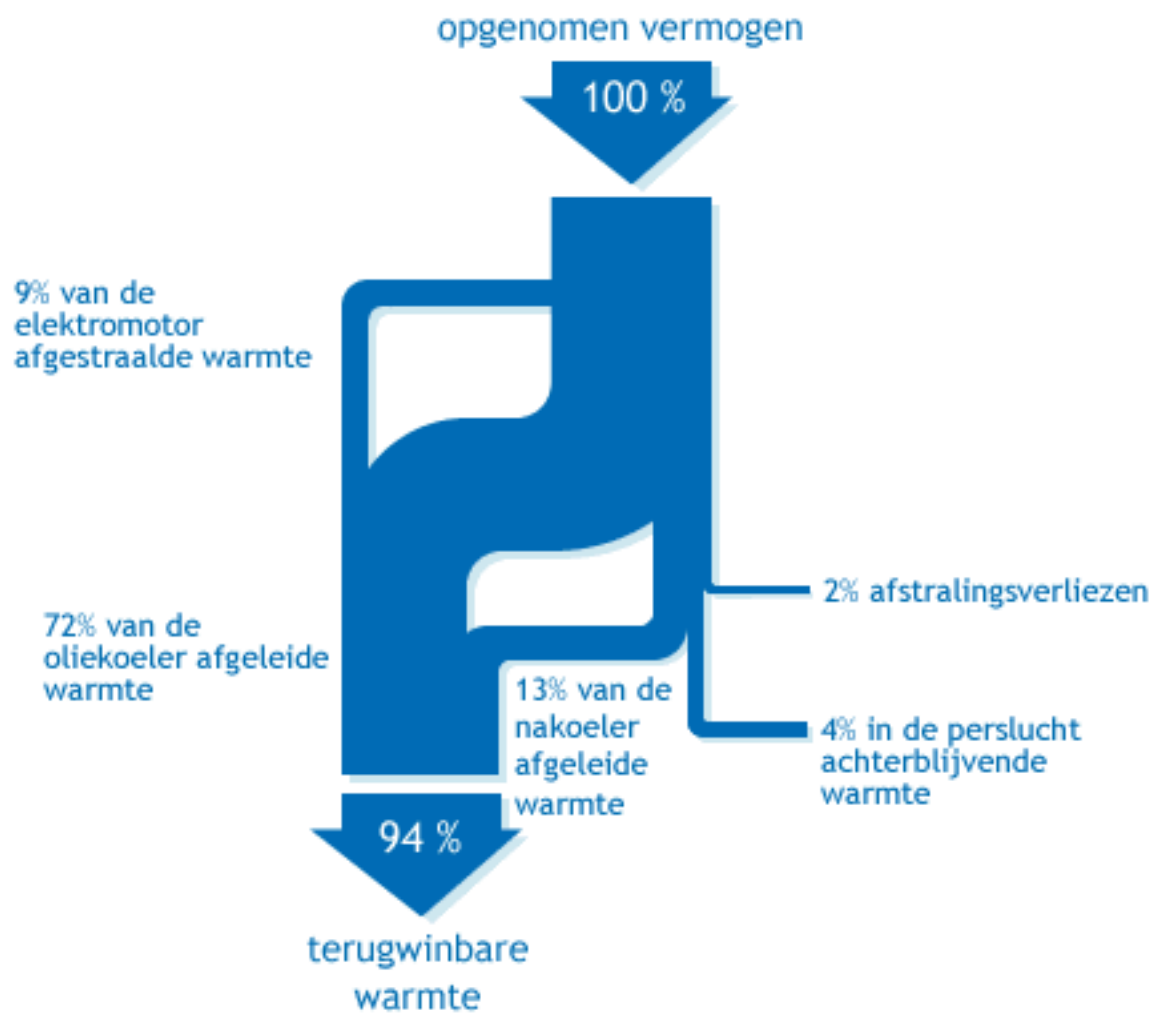 opgenomen vermogen
100 %
9% van de
elektromotor
afgestraalde warmte
2% afstralingsverliezen
72% van de
oliekoeler afgeleide
warmte
13% van de
nakoeler
afgeleide
warmte
4% in de perslucht
achterblijvende
warmte
94 %
terugwinbare
warmte